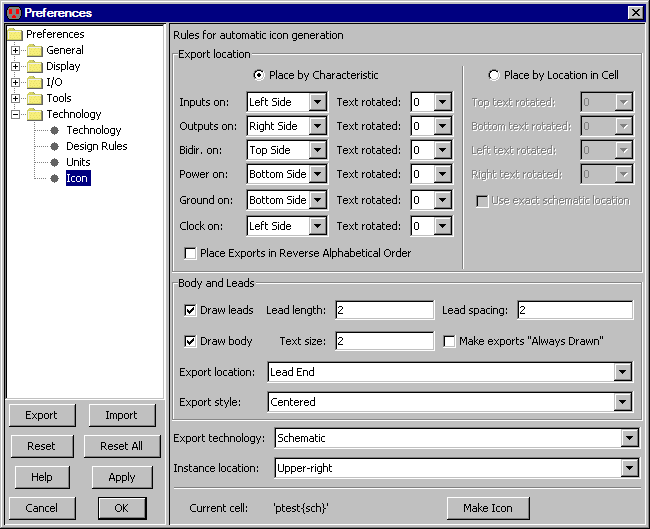 Preferences
Preferences
General
Display
I/O
Tools
Technology
Technology
Design Rules
Units
Icon
Export Import
Reset Reset All
Help Apply
Cancel OK
Rules for automatic icon generation
Export location
Place by Characteristic
Inputs on: Left Side Text rotated: 0
Outputs on: Right Side Text rotated: 0
Bidir. on: Top Side Text rotated: 0
Power on: Bottom Side Text rotated: 0
Ground on: Bottom Side Text rotated: 0
Clock on: Left Side Text rotated: 0
Place Exports in Reverse Alphabetical Order
Place by Location in Cell
Top text rotated: 0
Bottom text rotated: 0
Left text rotated: 0
Right text rotated: 0
Use exact schematic location
Body and Leads
Draw leads Lead length: 2 Lead spacing: 2
Draw body Text size: 2 Make exports "Always Drawn"
Export location: Lead End
Export style: Centered
Export technology: Schematic
Instance location: Upper-right
Current cell: 'ptest{sch}' Make Icon